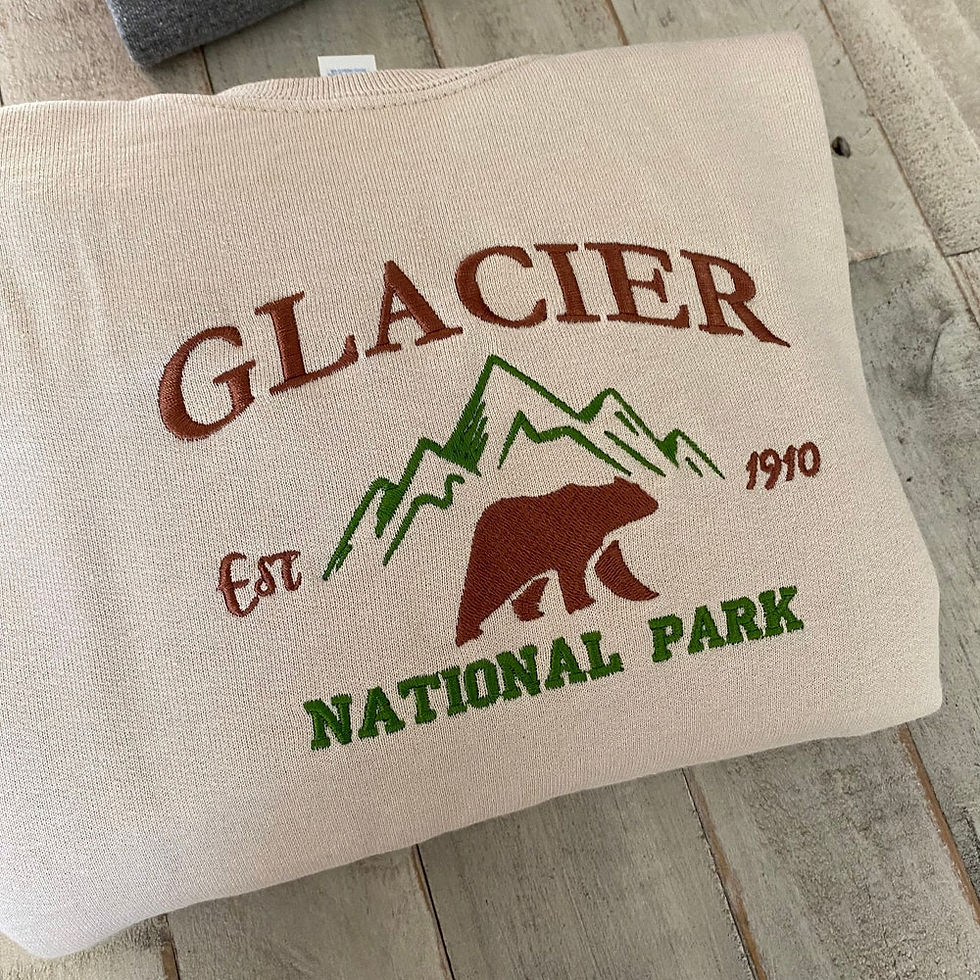 GLACIER
Est 1910
NATIONAL PARK